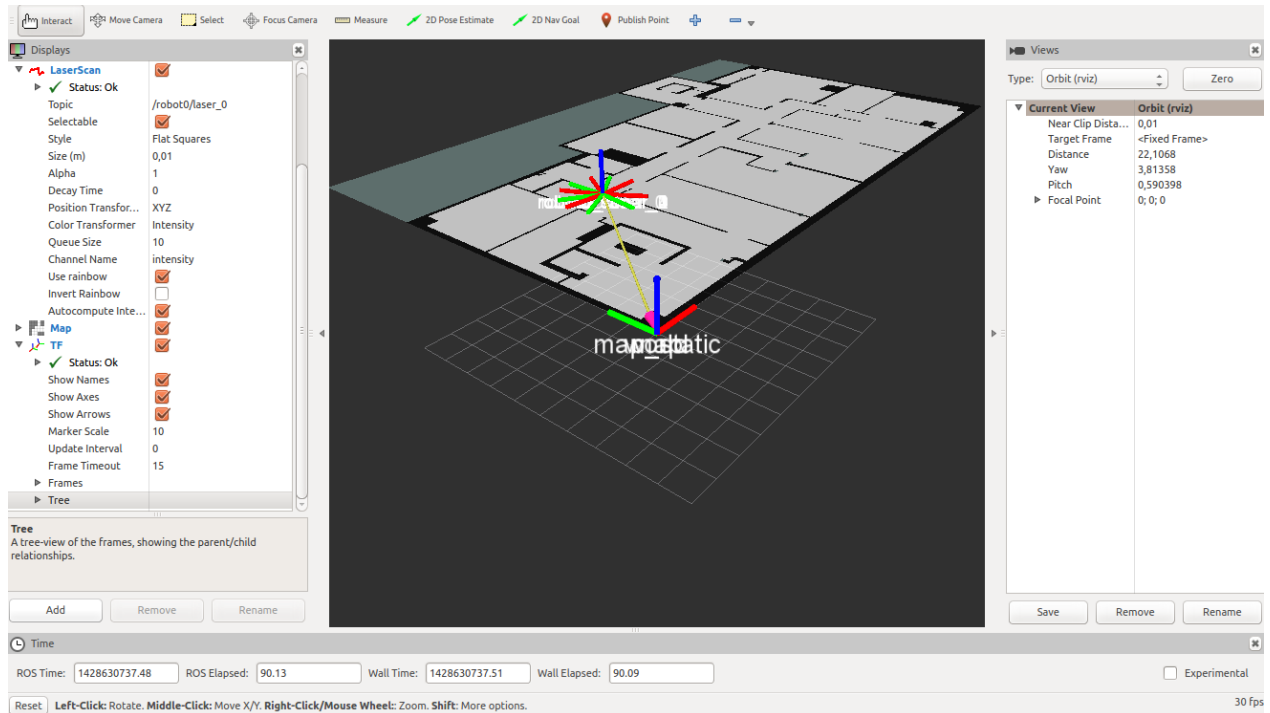 Interact Move Camera Select Focus Camera Measure 2D Pose Estimate 2D Nav Goal Publish Point
Displays
LaserScan
Status: Ok
Topic /robot0/laser_0
Selectable
Style Flat Squares
Size (m) 0,01
Alpha 1
Decay Time 0
Position Transfor... XYZ
Color Transformer Intensity
Queue Size 10
Channel Name intensity
Use rainbow
Invert Rainbow
Autocompute Inte...
Map
TF
Status: Ok
Show Names
Show Axes
Show Arrows
Marker Scale 10
Update Interval 0
Frame Timeout 15
Frames
Tree
Tree
A tree-view of the frames, showing the parent/child
relationships.
Add Remove Rename
Views
Type: Orbit (rviz) Zero
Current View Orbit (rviz)
Near Clip Dista... 0,01
Target Frame <Fixed Frame>
Distance 22,1068
Yaw 3,81358
Pitch 0,590398
Focal Point 0; 0; 0
Save Remove Rename
Time
ROS Time: 1428630737.48 ROS Elapsed: 90.13 Wall Time: 1428630737.51 Wall Elapsed: 90.09 Experimental
Reset Left-Click: Rotate. Middle-Click: Move X/Y. Right-Click/Mouse Wheel:: Zoom. Shift: More options. 30 fps